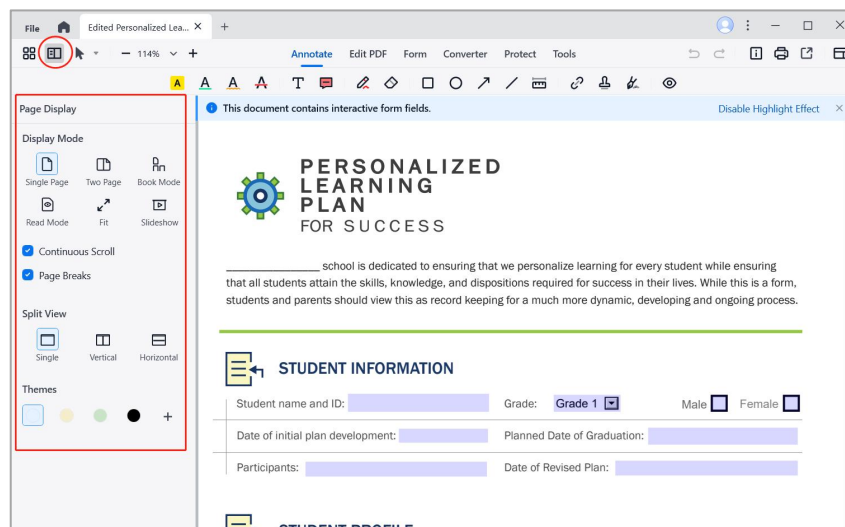 File Edited Personalized Lea... × +
114% Annotate Edit PDF Form Converter Protect Tools
A A A A T
Page Display
This document contains interactive form fields. Disable Highlight Effect ×
Display Mode
Single Page Two Page Book Mode
Read Mode Fit Slideshow
Continuous Scroll
Page Breaks
Split View
Single Vertical Horizontal
Themes
PERSONALIZED
LEARNING
PLAN
FOR SUCCESS
_______________ school is dedicated to ensuring that we personalize learning for every student while ensuring
that all students attain the skills, knowledge, and dispositions required for success in their lives. While this is a form,
students and parents should view this as record keeping for a much more dynamic, developing and ongoing process.
STUDENT INFORMATION
Student name and ID: Grade: Grade 1 Male Female
Date of initial plan development: Planned Date of Graduation:
Participants: Date of Revised Plan:
STUDENT PROFILE